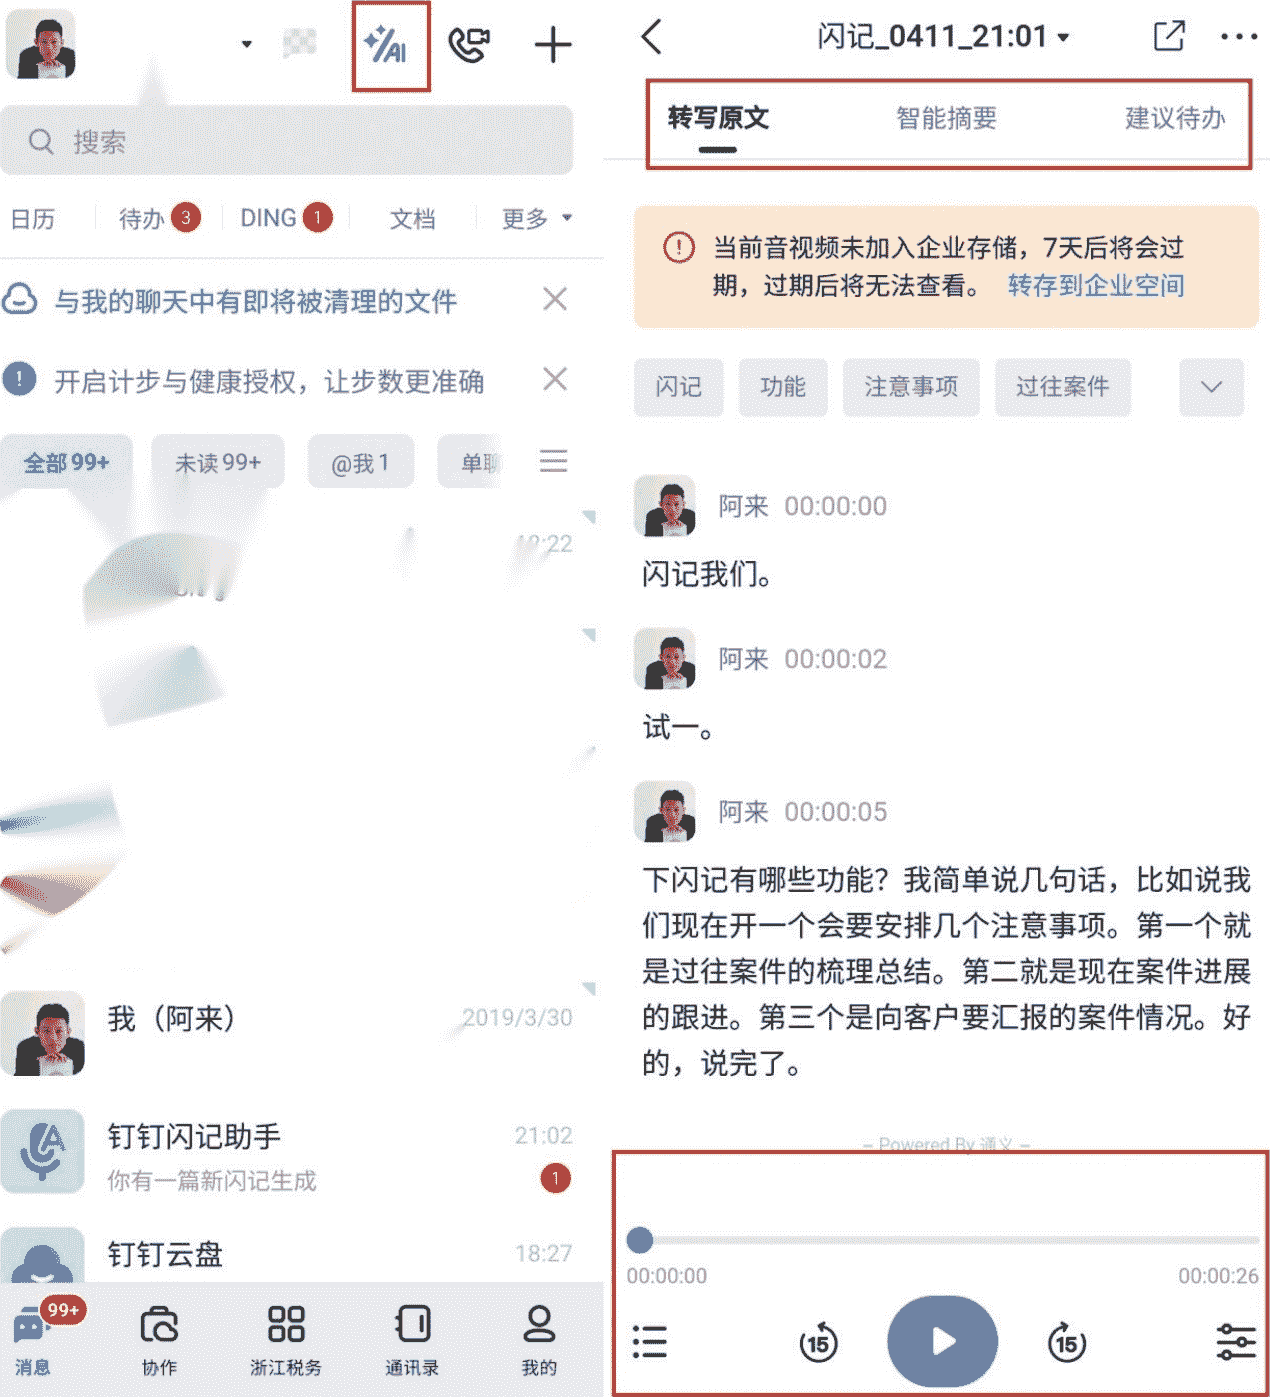 AI
搜索
日历 待办 3 DING 1 文档 更多
与我的聊天中有即将被清理的文件
开启计步与健康授权，让步数更准确
全部 99+ 未读 99+ @我 1
我（阿来） 2019/3/30
钉钉闪记助手 21:02
你有一篇新闪记生成 1
钉钉云盘 18:27
99+
消息 协作 浙江税务 通讯录 我的
闪记_0411_21:01
转写原文 智能摘要 建议待办
当前音视频未加入企业存储，7天后将会过
期，过期后将无法查看。 转存到企业空间
闪记 功能 注意事项 过往案件
阿来 00:00:00
闪记我们。
阿来 00:00:02
试一。
阿来 00:00:05
下闪记有哪些功能？我简单说几句话，比如说我
们现在开一个会要安排几个注意事项。第一个就
是过往案件的梳理总结。第二就是现在案件进展
的跟进。第三个是向客户要汇报的案件情况。好
的，说完了。
– Powered By 通义 –
00:00:00 00:00:26
15 15